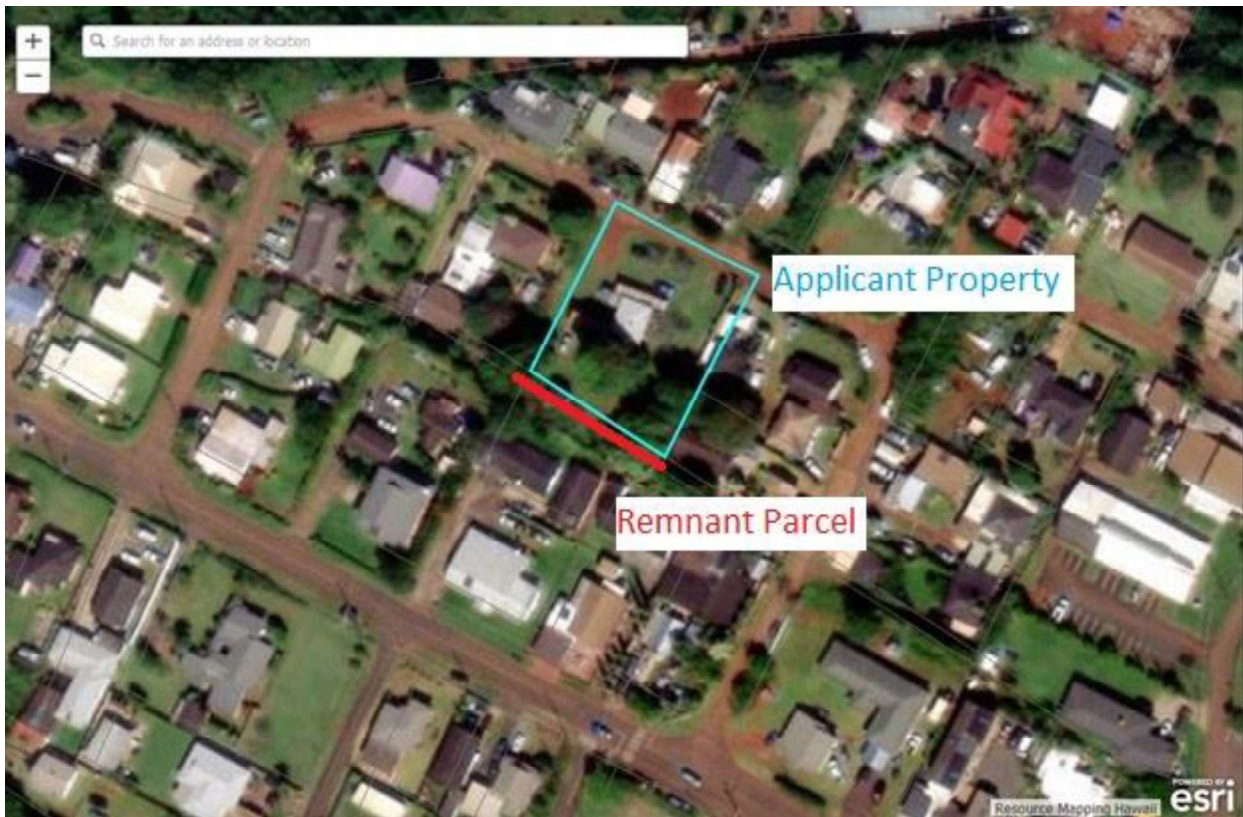 +
Search for an address or location
−
Applicant Property
Remnant Parcel
Resource Mapping Hawaii
POWERED BY
esri